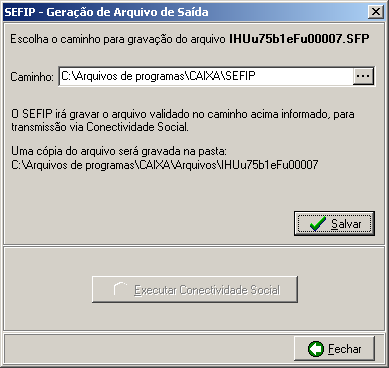 SEFIP - Geração de Arquivo de Saída
Escolha o caminho para gravação do arquivo IHUu75b1eFu00007.SFP
Caminho: C:\Arquivos de programas\CAIXA\SEFIP ...
O SEFIP irá gravar o arquivo validado no caminho acima informado, para
transmissão via Conectividade Social.
Uma cópia do arquivo será gravada na pasta:
C:\Arquivos de programas\CAIXA\Arquivos\IHUu75b1eFu00007
Salvar
Executar Conectividade Social
Fechar